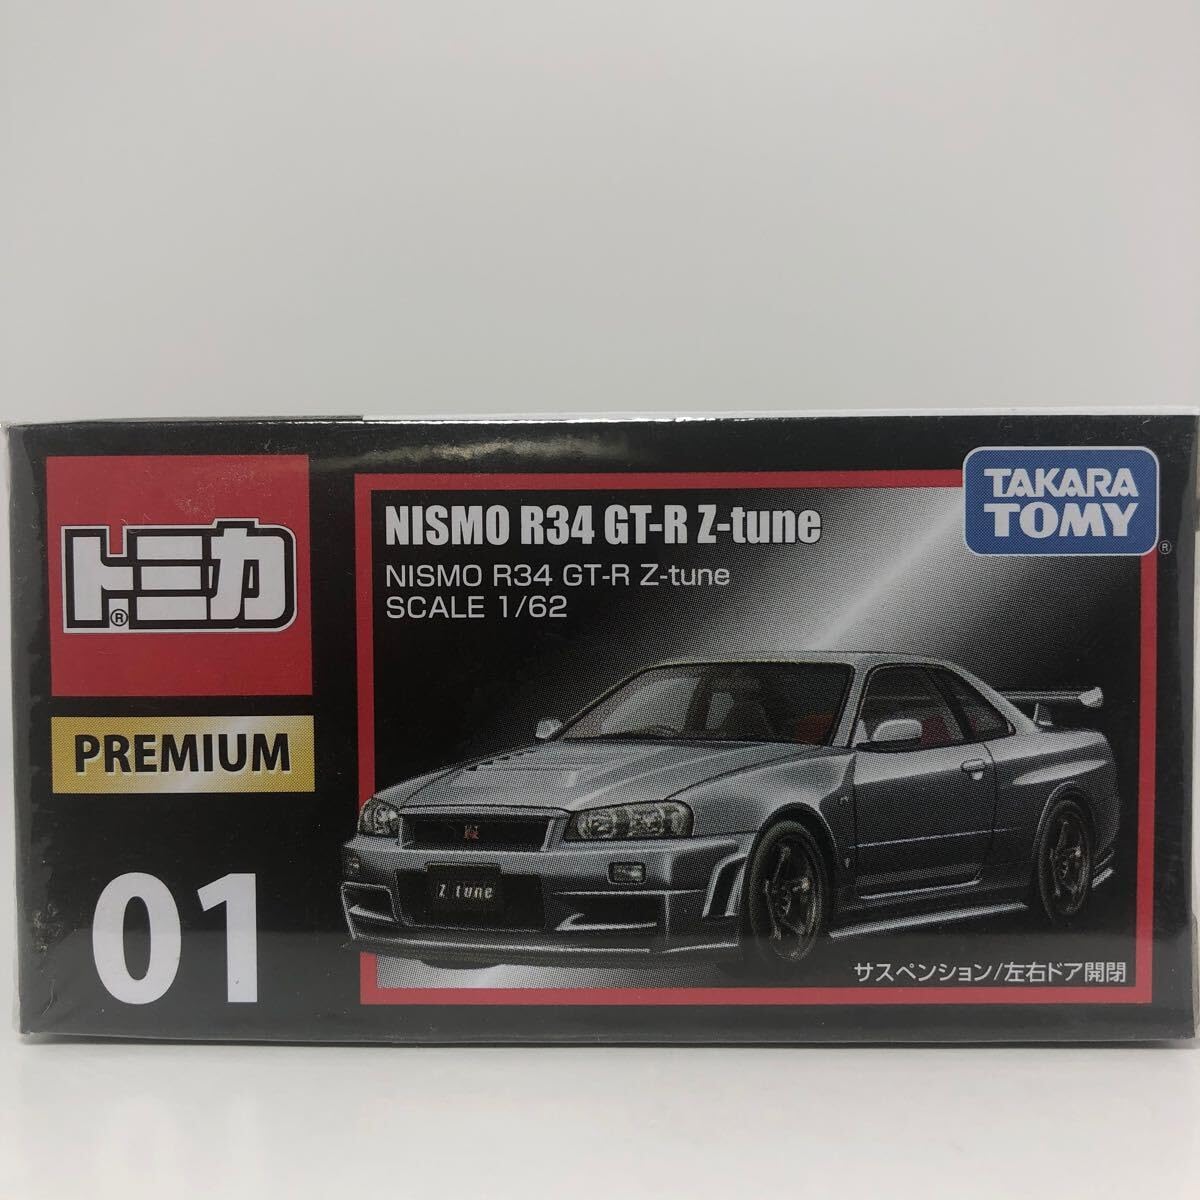 トミカ
®
PREMIUM
01
NISMO R34 GT-R Z-tune
NISMO R34 GT-R Z-tune
SCALE 1/62
TAKARA
TOMY
®
Z tune
サスペンション/左右ドア開閉